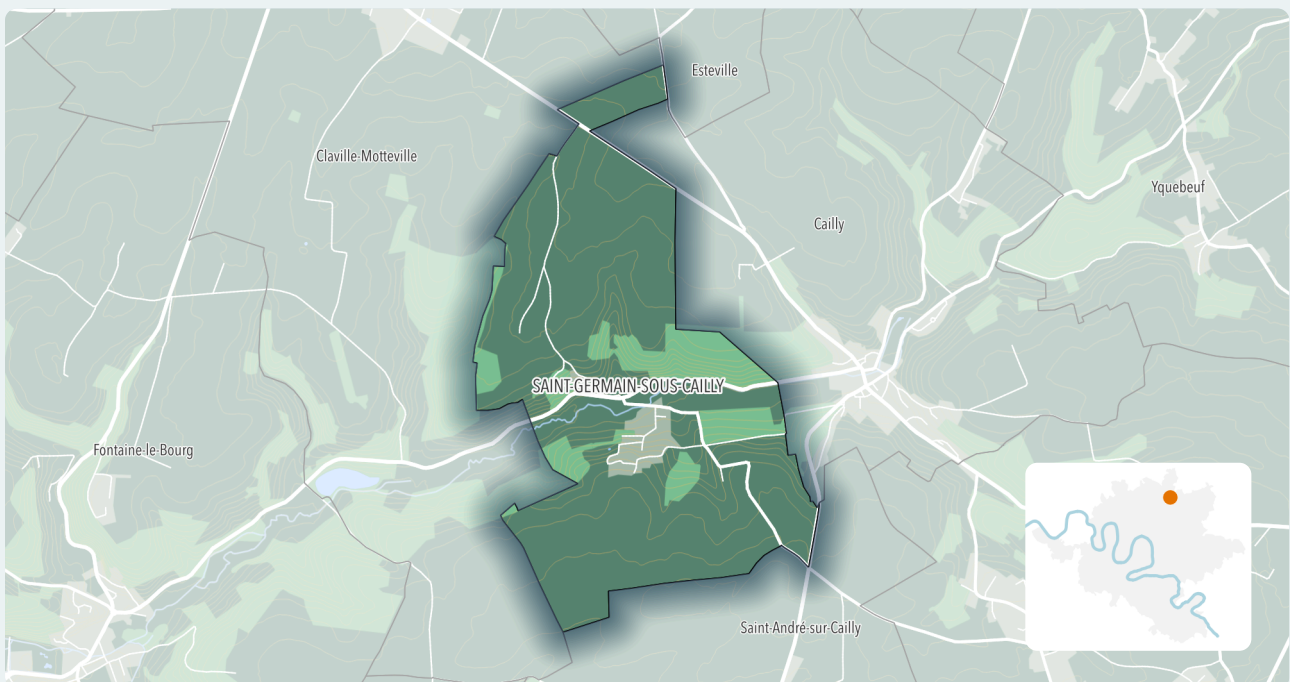 Esteville
Claville-Motteville
Yquebeuf
Cailly
SAINT-GERMAIN-SOUS-CAILLY
Fontaine-le-Bourg
Saint-André-sur-Cailly